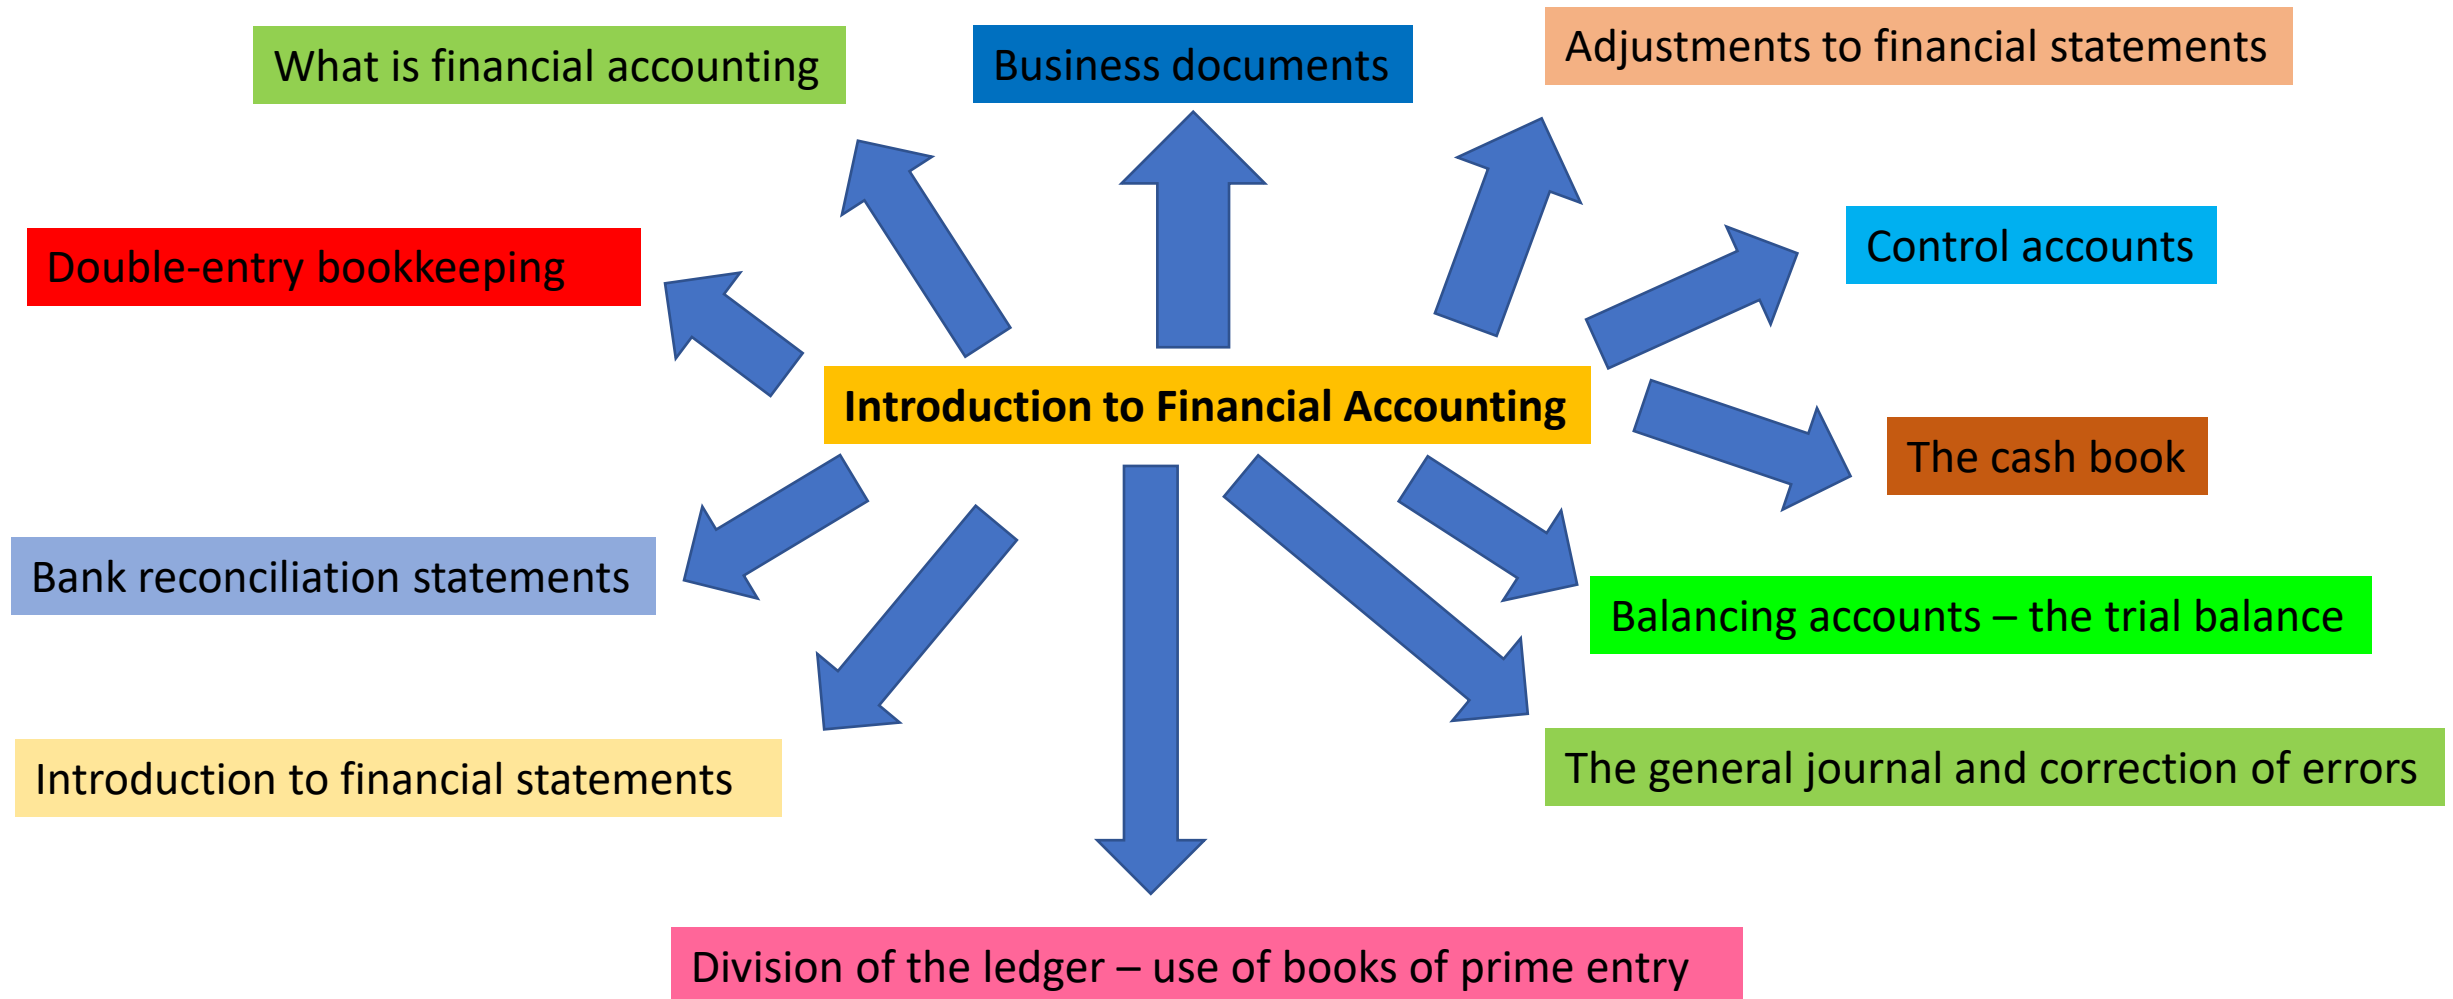 What is financial accounting
Business documents
Adjustments to financial statements
Double-entry bookkeeping
Control accounts
Introduction to Financial Accounting
The cash book
Bank reconciliation statements
Balancing accounts – the trial balance
Introduction to financial statements
The general journal and correction of errors
Division of the ledger – use of books of prime entry